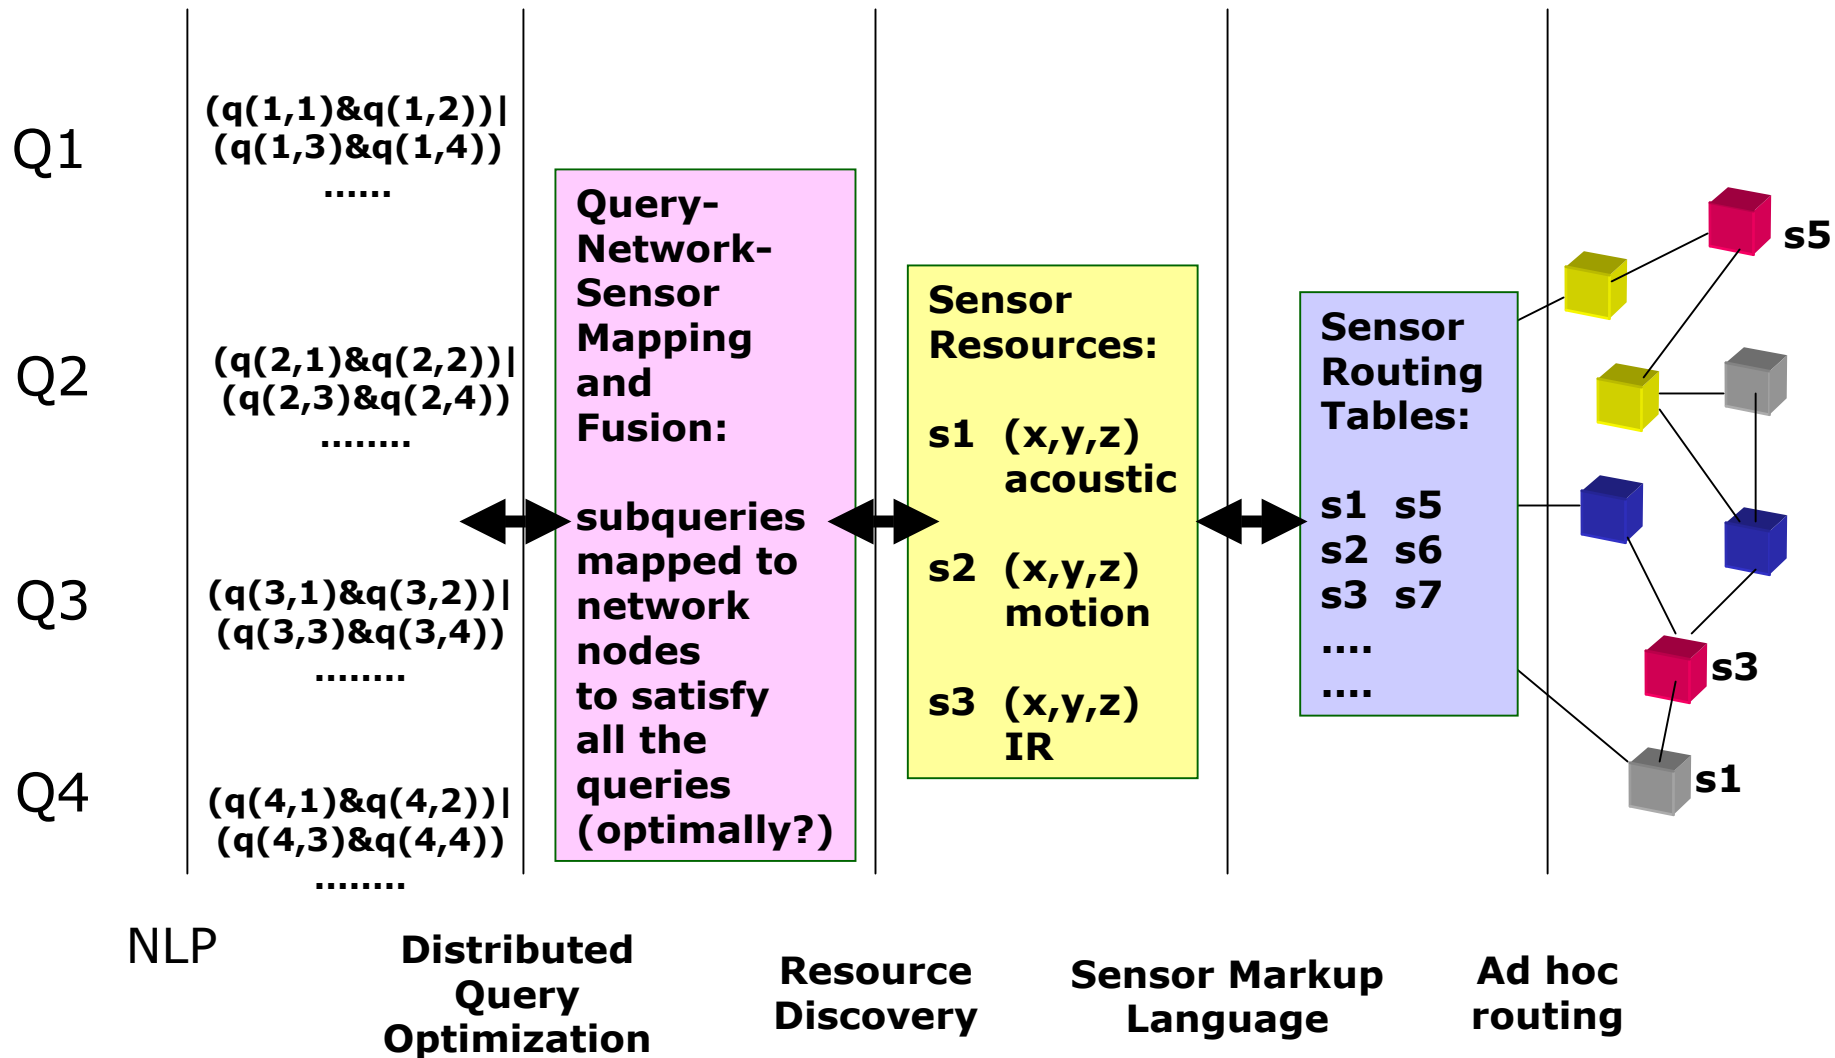 Q1
(q(1,1)&q(1,2))|
(q(1,3)&q(1,4))
......
Q2
(q(2,1)&q(2,2))|
(q(2,3)&q(2,4))
........
Q3
(q(3,1)&q(3,2))|
(q(3,3)&q(3,4))
........
Q4
(q(4,1)&q(4,2))|
(q(4,3)&q(4,4))
........
Query-
Network-
Sensor
Mapping
and
Fusion:
subqueries
mapped to
network
nodes
to satisfy
all the
queries
(optimally?)
Sensor
Resources:
s1 (x,y,z)
acoustic
s2 (x,y,z)
motion
s3 (x,y,z)
IR
Sensor
Routing
Tables:
s1 s5
s2 s6
s3 s7
....
....
s5
s3
s1
NLP
Distributed
Query
Optimization
Resource
Discovery
Sensor Markup
Language
Ad hoc
routing